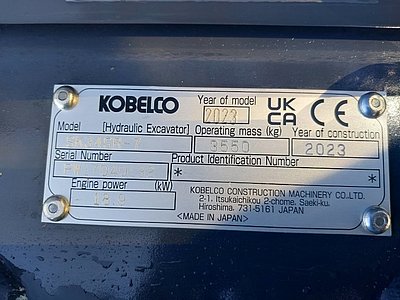 KOBELCO Year of model 2023 UK CA CE
Model [Hydraulic Excavator] Operating mass (kg) Year of construction
3550 2023
Serial Number Product Identification Number
* *
Engine power (kW)
18.9
KOBELCO CONSTRUCTION MACHINERY CO.,LTD.
2-1, Itsukaichikou 2-chome, Saeki-ku,
Hiroshima, 731-5161 JAPAN
<MADE IN JAPAN>